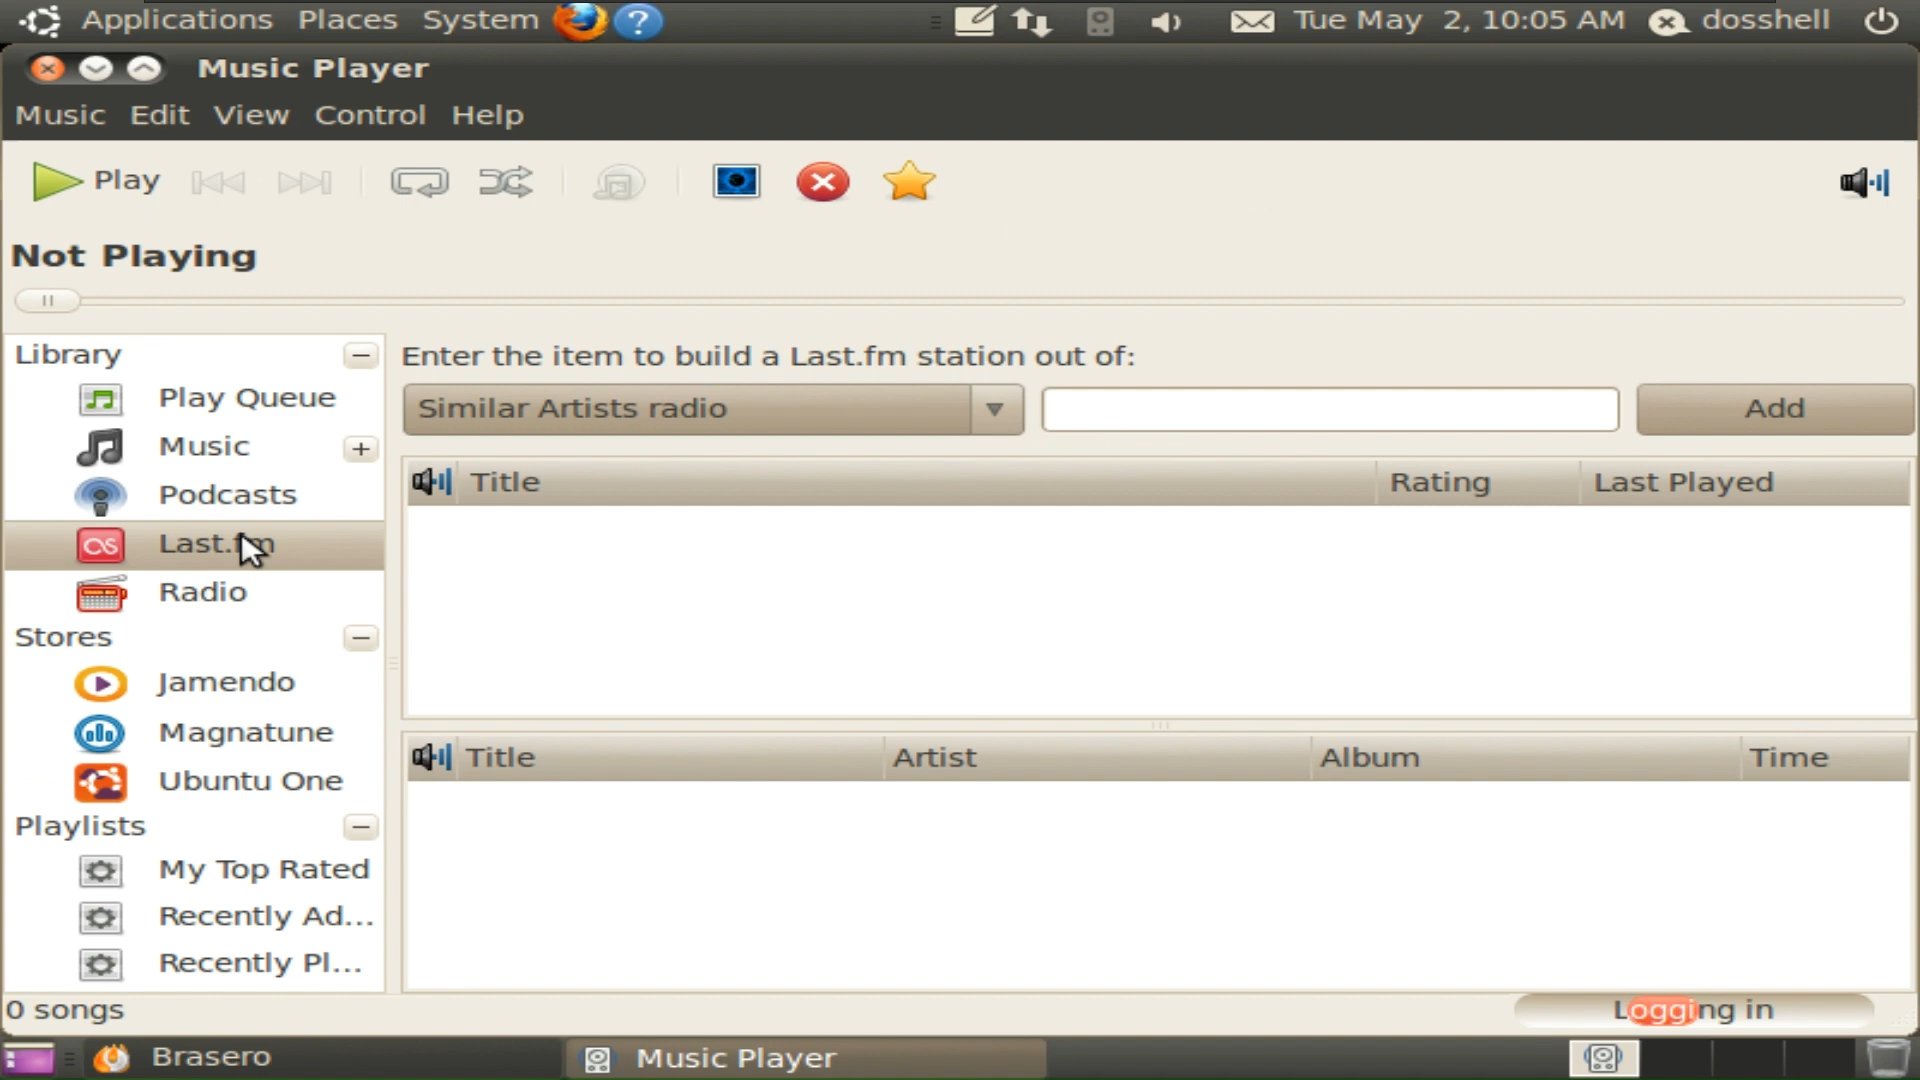 Applications Places System Tue May 2, 10:05 AM dosshell
Music Player
Music Edit View Control Help
Play
Not Playing
Library
Play Queue
Music
Podcasts
Last.fm
Radio
Stores
Jamendo
Magnatune
Ubuntu One
Playlists
My Top Rated
Recently Ad...
Recently Pl...
Enter the item to build a Last.fm station out of:
Similar Artists radio Add
Title Rating Last Played
Title Artist Album Time
0 songs Logging in
Brasero Music Player